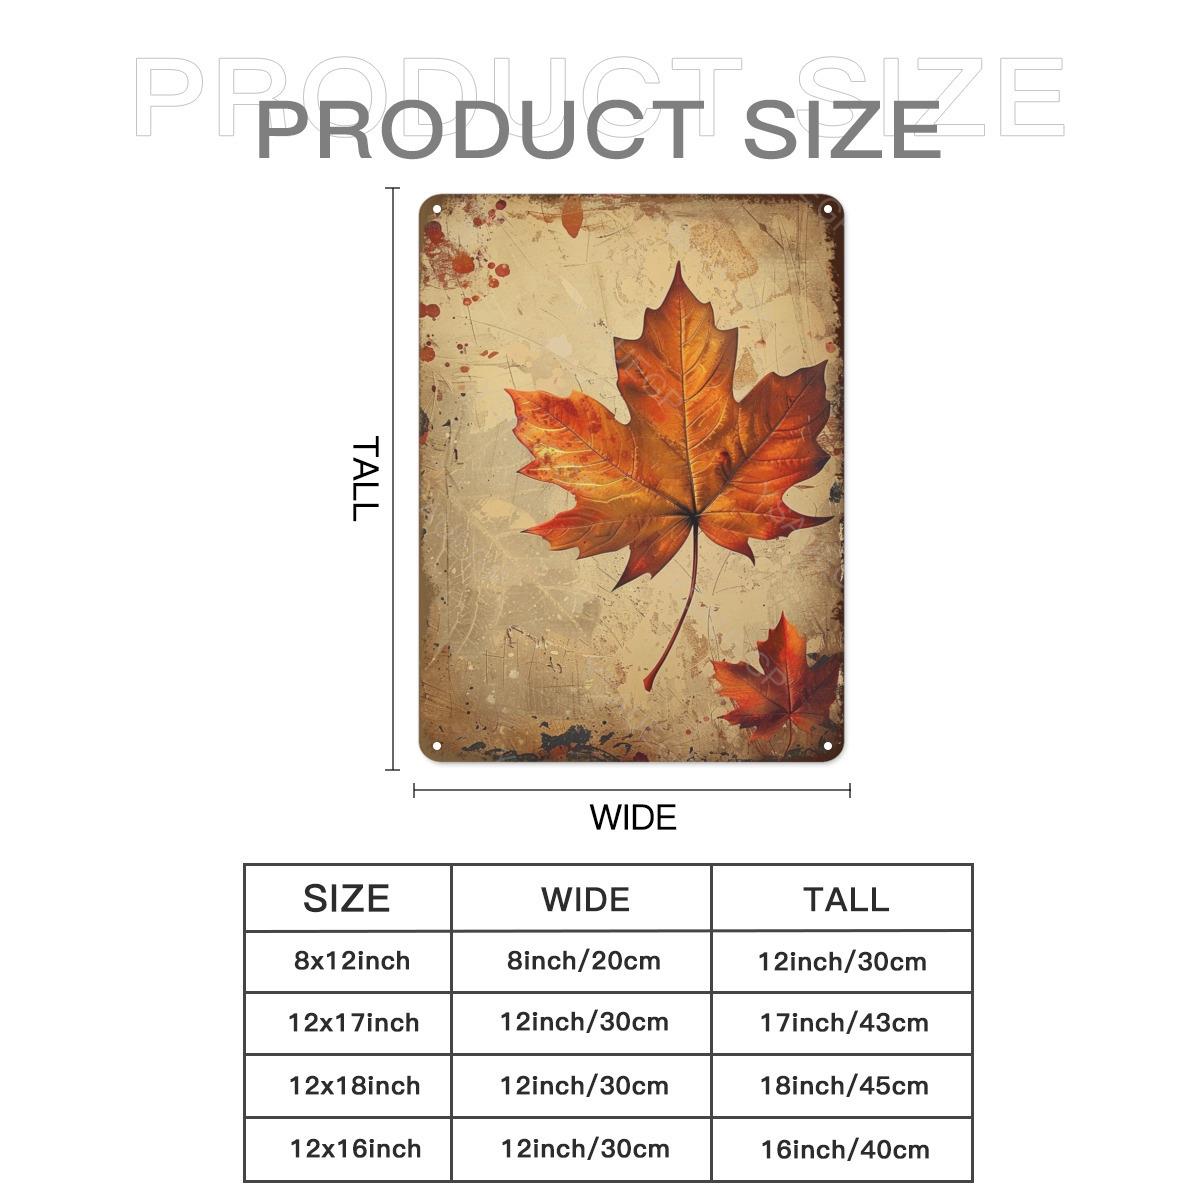 PRODUCT SIZE
PRODUCT SIZE
TALL
WIDE
SIZE WIDE TALL
8x12inch 8inch/20cm 12inch/30cm
12x17inch 12inch/30cm 17inch/43cm
12x18inch 12inch/30cm 18inch/45cm
12x16inch 12inch/30cm 16inch/40cm